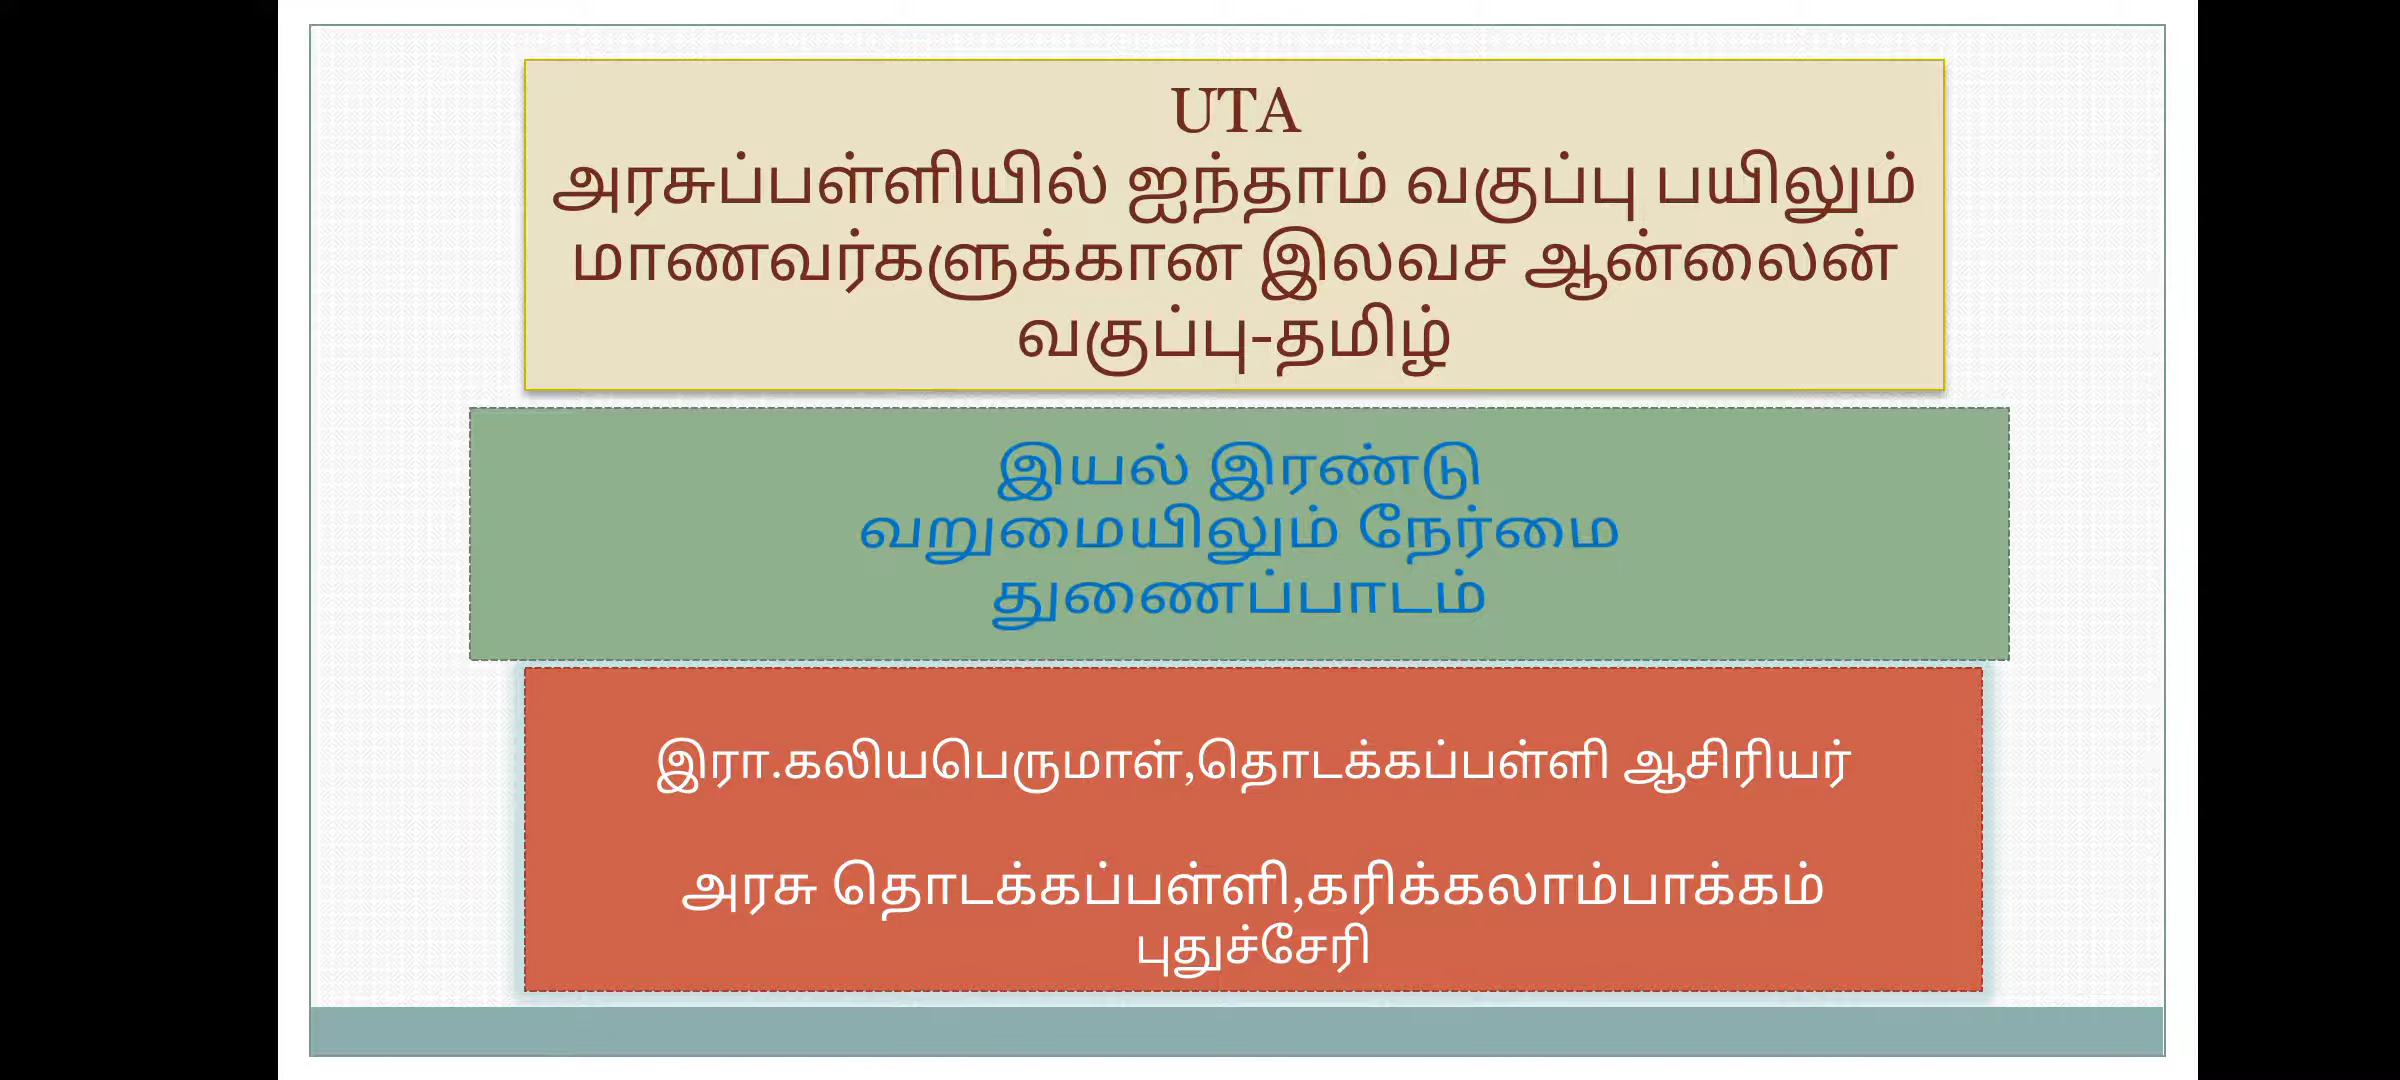 UTA
அரசுப்பள்ளியில் ஐந்தாம் வகுப்பு பயிலும்
மாணவர்களுக்கான இலவச ஆன்லைன்
வகுப்பு-தமிழ்
இயல் இரண்டு
வறுமையிலும் நேர்மை
துணைப்பாடம்
இரா.கலியபெருமாள்,தொடக்கப்பள்ளி ஆசிரியர்
அரசு தொடக்கப்பள்ளி,கரிக்கலாம்பாக்கம்
புதுச்சேரி